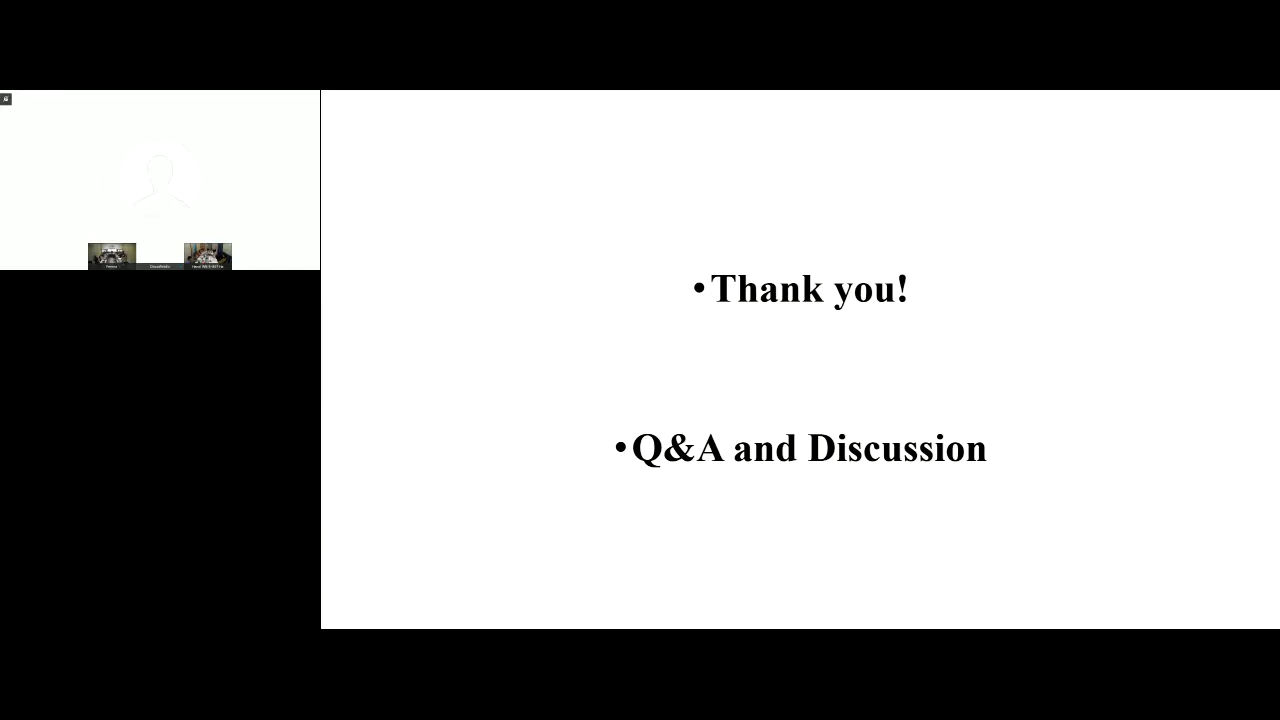 • Thank you!
• Q&A and Discussion